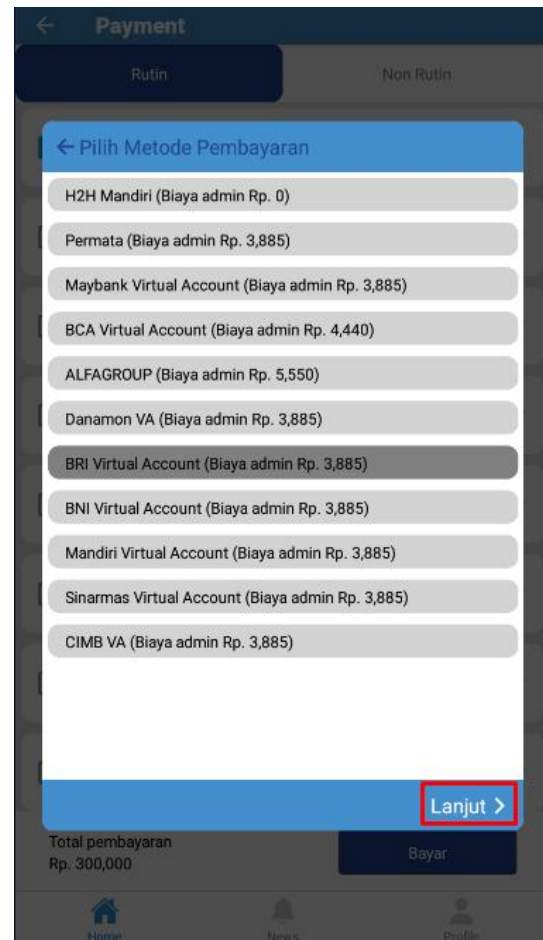 Payment
Rutin
Non Rutin
Pilih Metode Pembayaran
H2H Mandiri (Biaya admin Rp. 0)
Permata (Biaya admin Rp. 3,885)
Maybank Virtual Account (Biaya admin Rp. 3,885)
BCA Virtual Account (Biaya admin Rp. 4,440)
ALFAGROUP (Biaya admin Rp. 5,550)
Danamon VA (Biaya admin Rp. 3,885)
BRI Virtual Account (Biaya admin Rp. 3,885)
BNI Virtual Account (Biaya admin Rp. 3,885)
Mandiri Virtual Account (Biaya admin Rp. 3,885)
Sinarmas Virtual Account (Biaya admin Rp. 3,885)
CIMB VA (Biaya admin Rp. 3,885)
Lanjut
Total pembayaran
Rp. 300,000
Bayar
Home
News
Profile